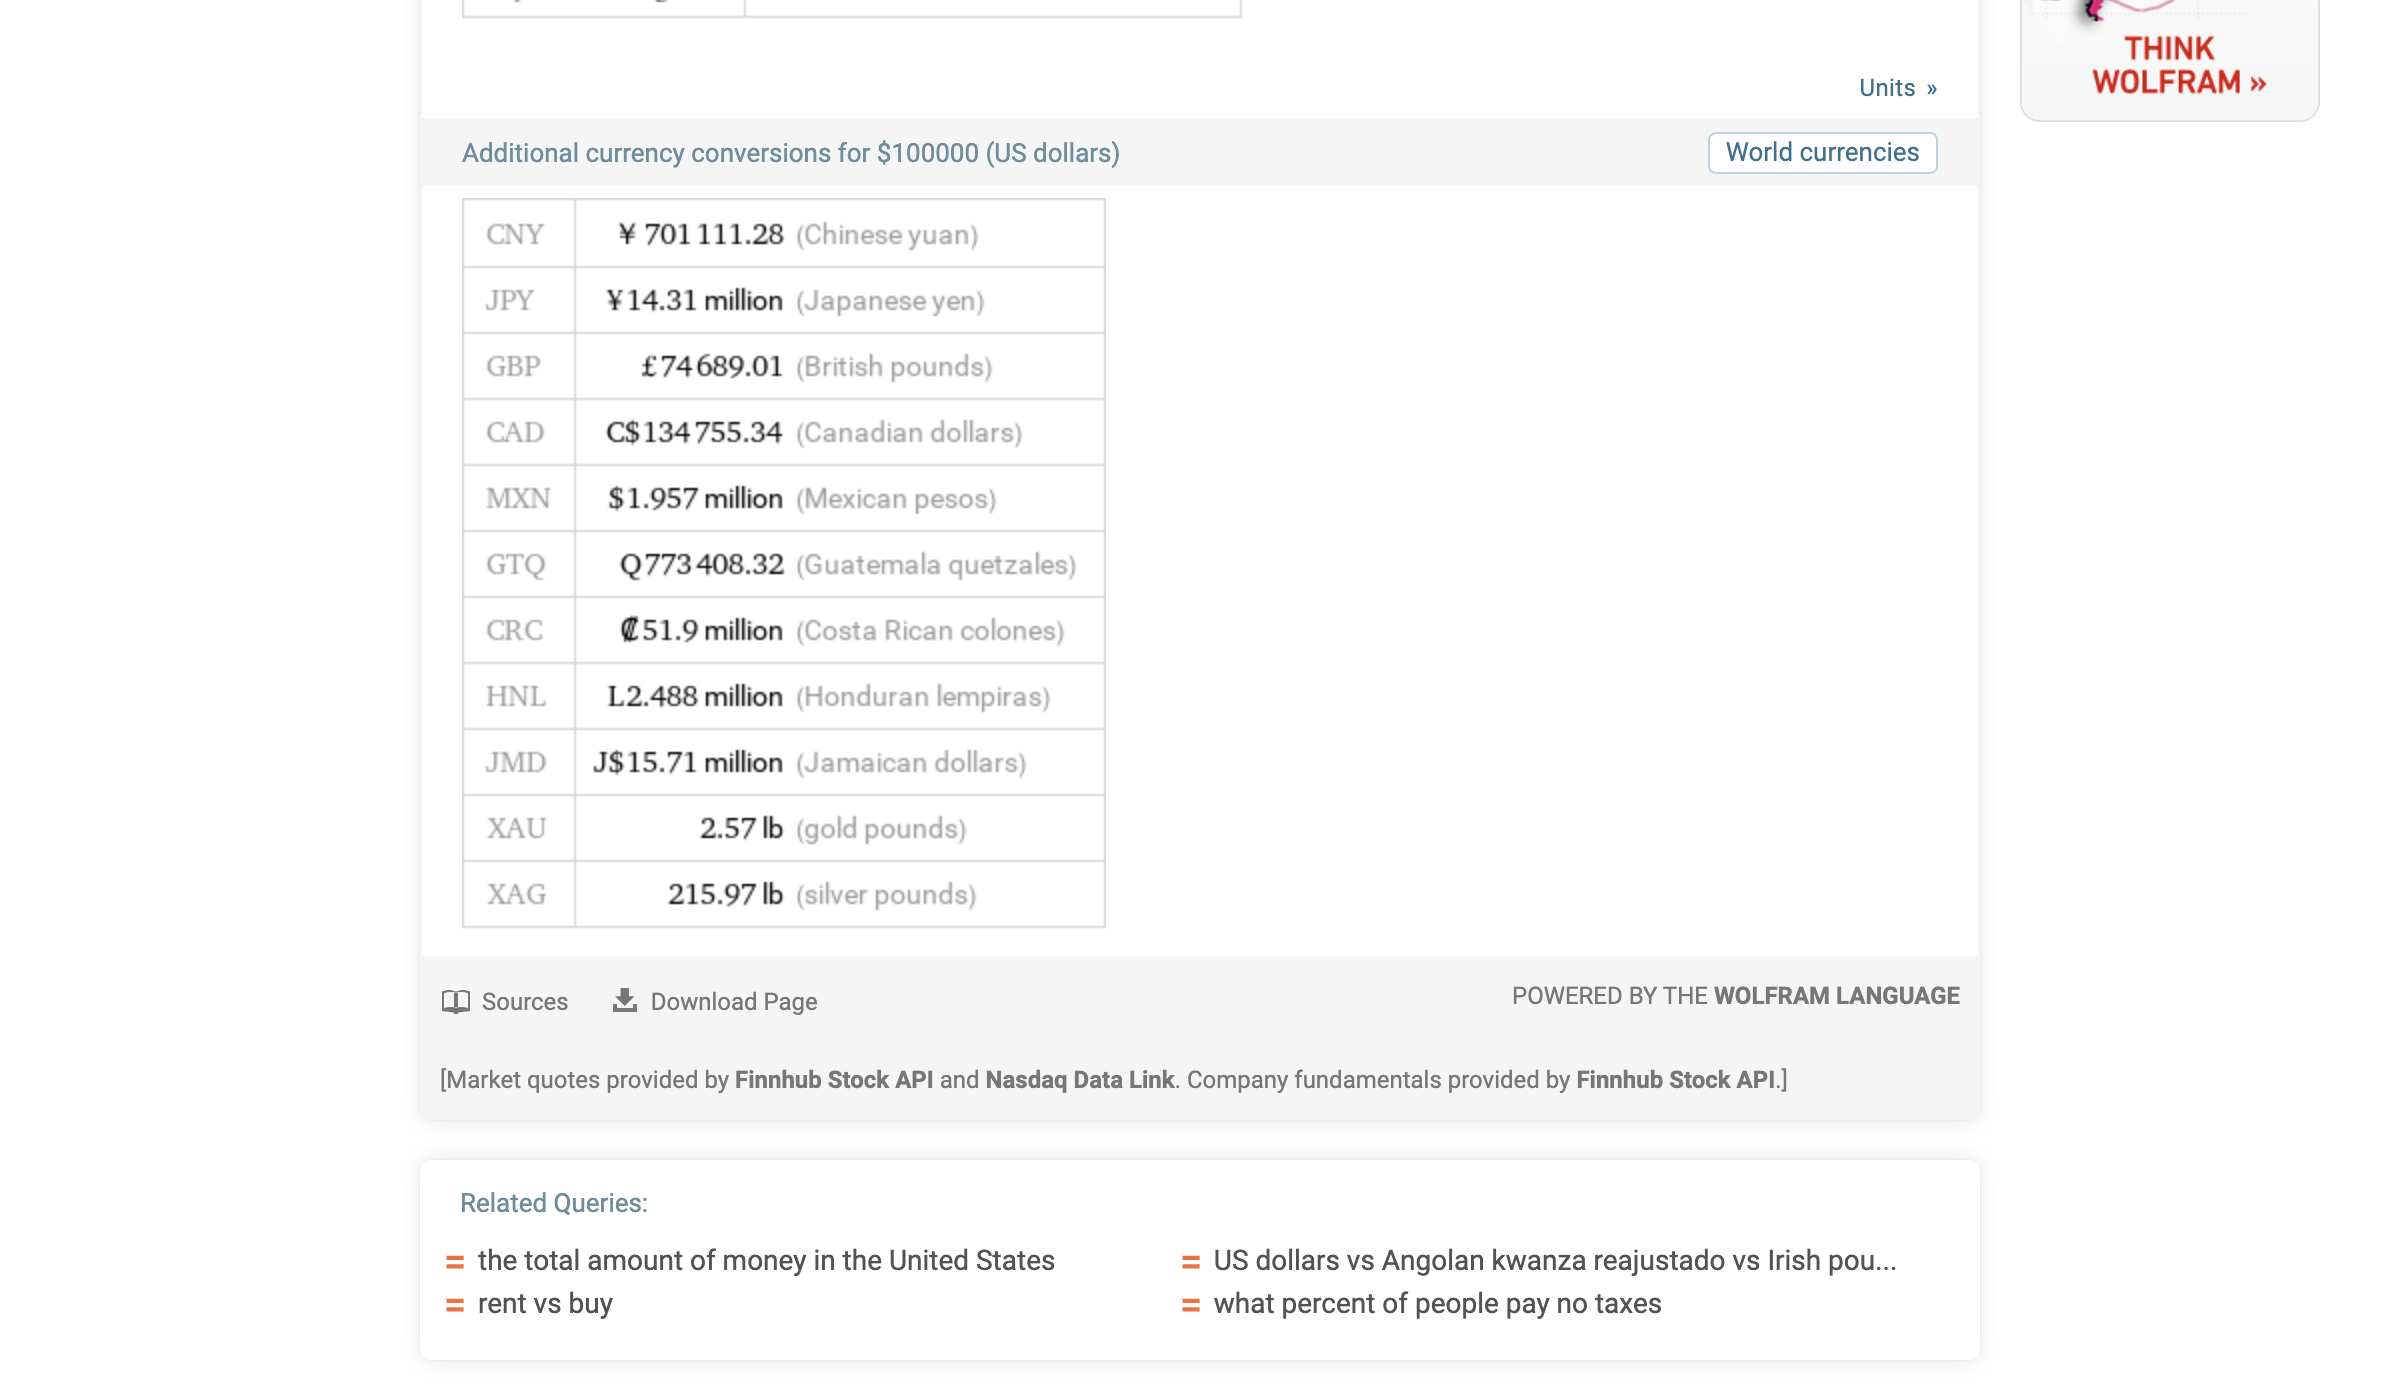 THINK
WOLFRAM »
Units »
Additional currency conversions for $100000 (US dollars)
World currencies
CNY ¥ 701 111.28 (Chinese yuan)
JPY ¥14.31 million (Japanese yen)
GBP £74 689.01 (British pounds)
CAD C$134 755.34 (Canadian dollars)
MXN $1.957 million (Mexican pesos)
GTQ Q773 408.32 (Guatemala quetzales)
CRC ₡51.9 million (Costa Rican colones)
HNL L2.488 million (Honduran lempiras)
JMD J$15.71 million (Jamaican dollars)
XAU 2.57 lb (gold pounds)
XAG 215.97 lb (silver pounds)
Sources
Download Page
POWERED BY THE WOLFRAM LANGUAGE
[Market quotes provided by Finnhub Stock API and Nasdaq Data Link. Company fundamentals provided by Finnhub Stock API.]
Related Queries:
= the total amount of money in the United States
= US dollars vs Angolan kwanza reajustado vs Irish pou...
= rent vs buy
= what percent of people pay no taxes